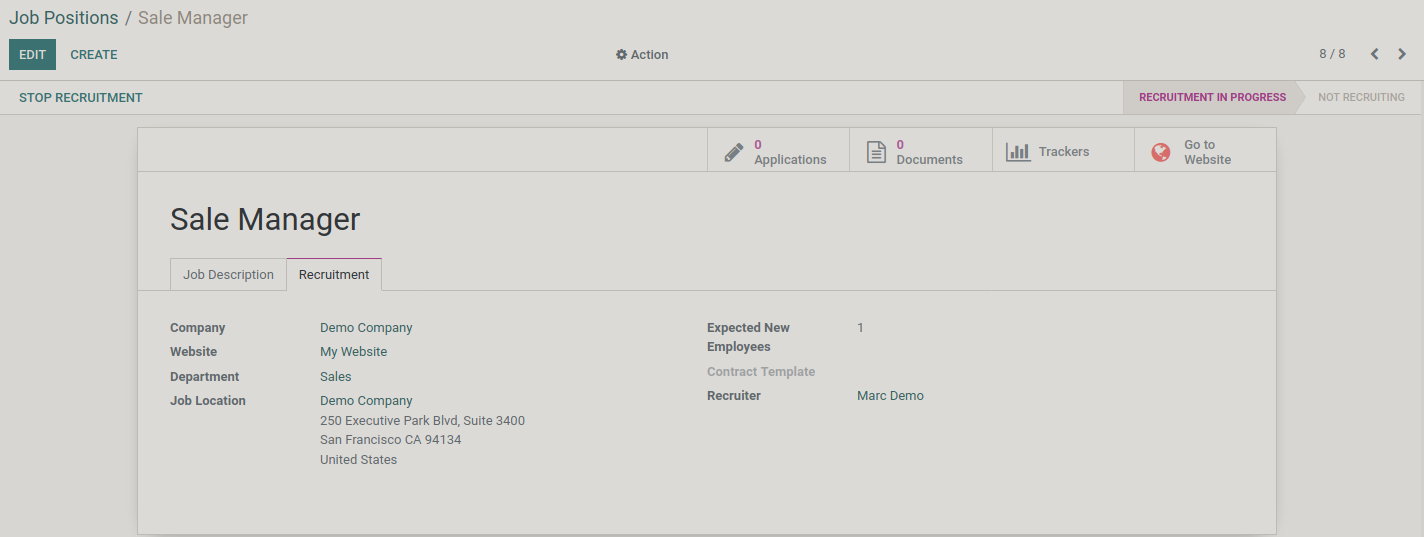 Job Positions / Sale Manager
EDIT CREATE Action 8 / 8
STOP RECRUITMENT RECRUITMENT IN PROGRESS NOT RECRUITING
0 Applications
0 Documents
Trackers
Go to Website
Sale Manager
Job Description Recruitment
Company Demo Company
Website My Website
Department Sales
Job Location Demo Company
250 Executive Park Blvd, Suite 3400
San Francisco CA 94134
United States
Expected New 1
Employees
Contract Template
Recruiter Marc Demo